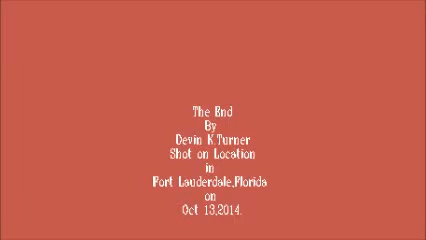 The End
By
Devin K Turner
Shot on Location
in
Fort Lauderdale,Florida
on
Oct 13,2014.